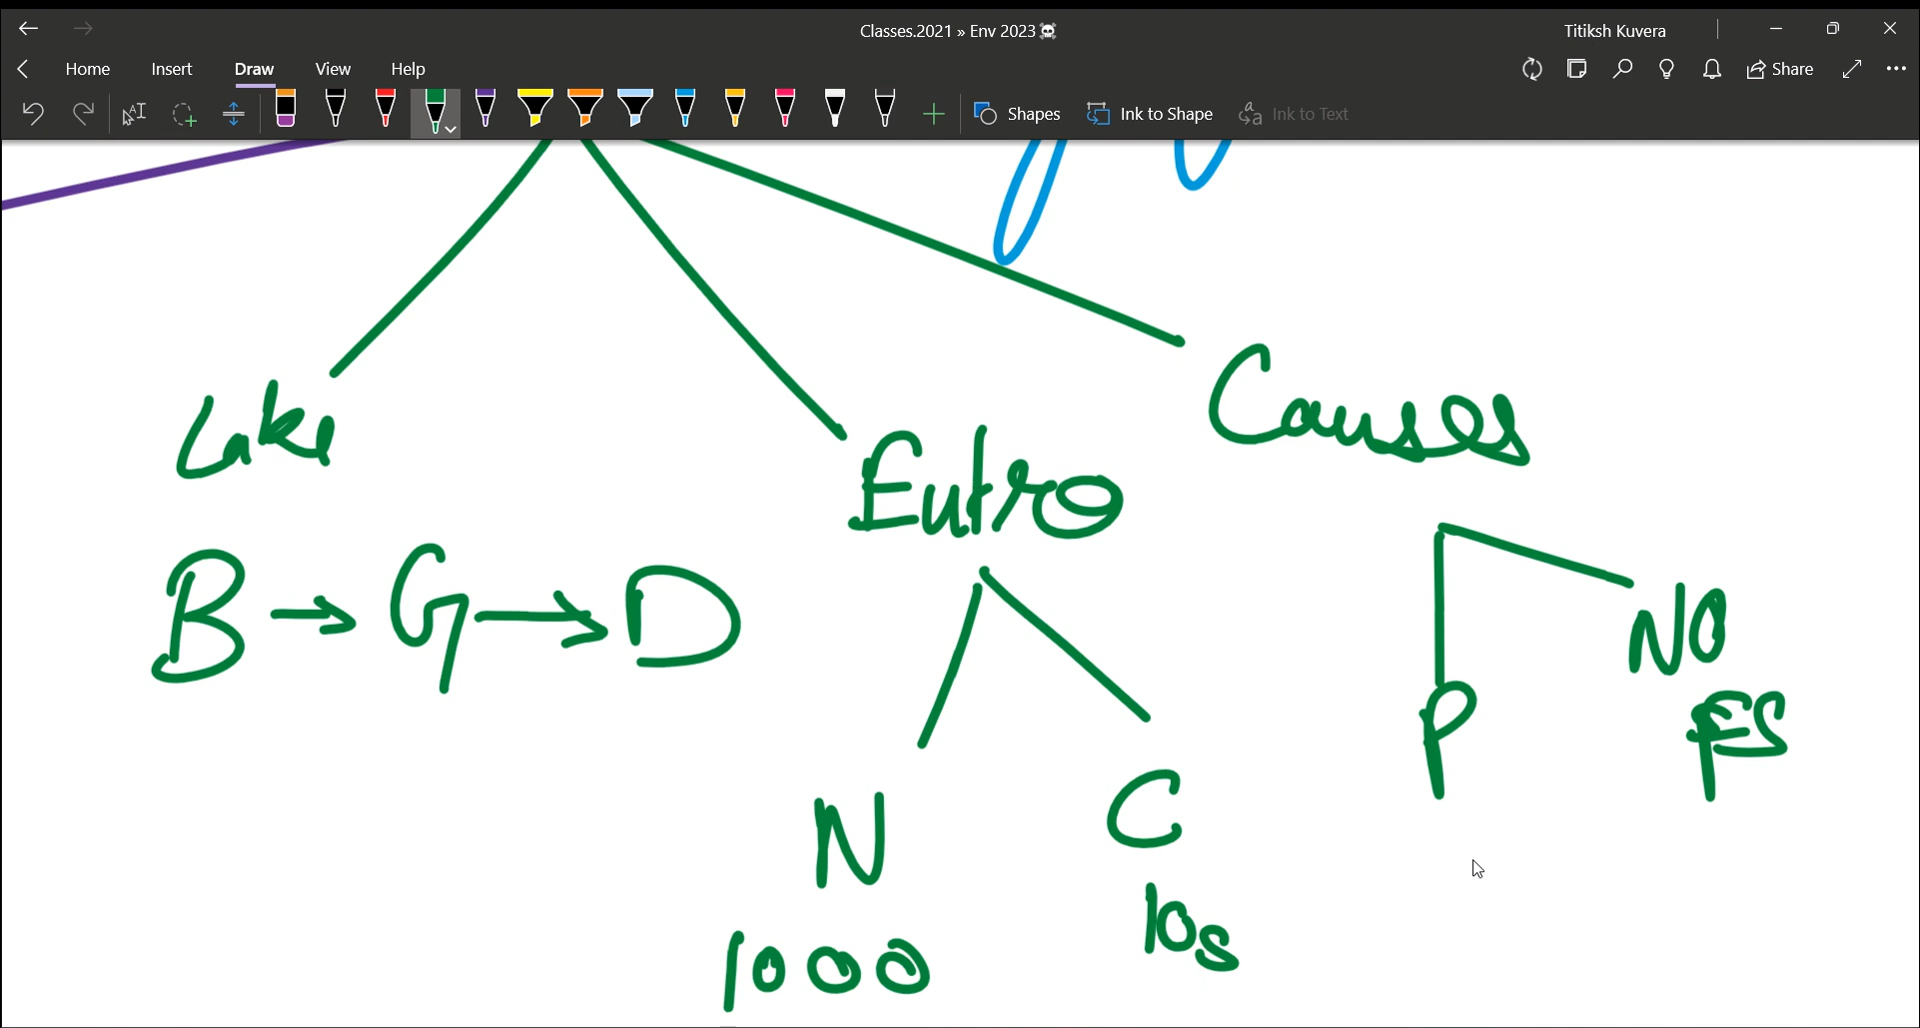 Classes.2021 » Env 2023☠
Titiksh Kuvera
Home Insert Draw View Help
Share
Shapes Ink to Shape Ink to Text
Lake
Eutro
Causes
B → G → D
N
C
P
NO
PS
1000
10s